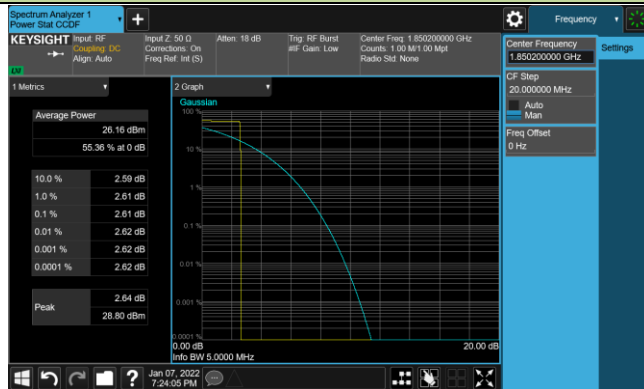 Spectrum Analyzer 1
Power Stat CCDF
Frequency
KEYSIGHT
Input: RF
Coupling: DC
Align: Auto
Input Z: 50 Ω
Corrections: On
Freq Ref: Int (S)
Atten: 18 dB
Trig: RF Burst
#IF Gain: Low
Center Freq: 1.850200000 GHz
Counts: 1.00 M/1.00 Mpt
Radio Std: None
LXI
Center Frequency
1.850200000 GHz
Settings
CF Step
20.000000 MHz
Auto
Man
Freq Offset
0 Hz
1 Metrics
Average Power
26.16 dBm
55.36 % at 0 dB
10.0 % 2.59 dB
1.0 % 2.61 dB
0.1 % 2.61 dB
0.01 % 2.62 dB
0.001 % 2.62 dB
0.0001 % 2.62 dB
Peak
2.64 dB
28.80 dBm
2 Graph
Gaussian
100 %
10 %
1 %
0.1 %
0.01 %
0.001 %
0.0001 %
0.00 dB 20.00 dB
Info BW 5.0000 MHz
Jan 07, 2022
7:24:05 PM